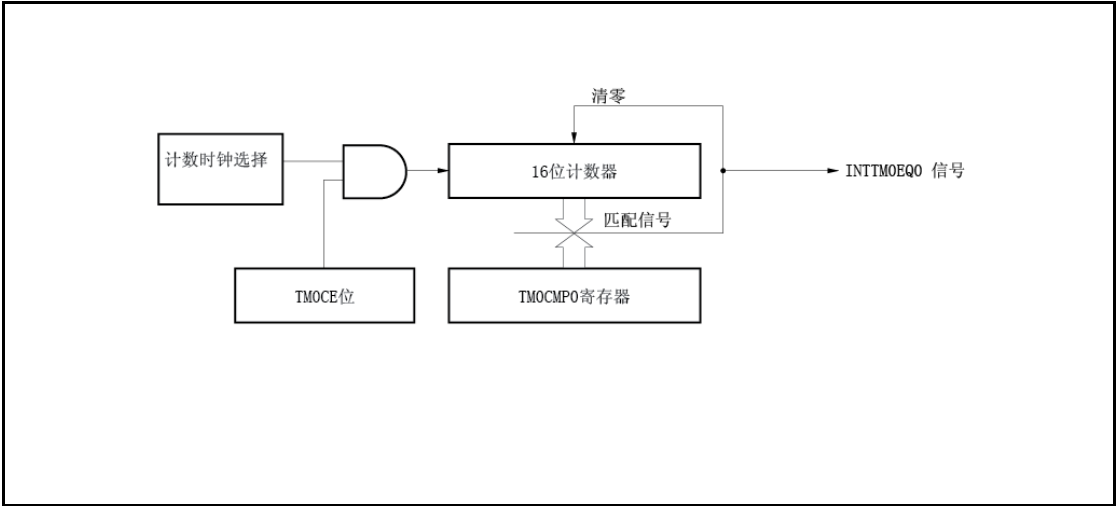 清零
计数时钟选择
16位计数器
INTTM0EQ0 信号
匹配信号
TM0CE位
TM0CMP0寄存器